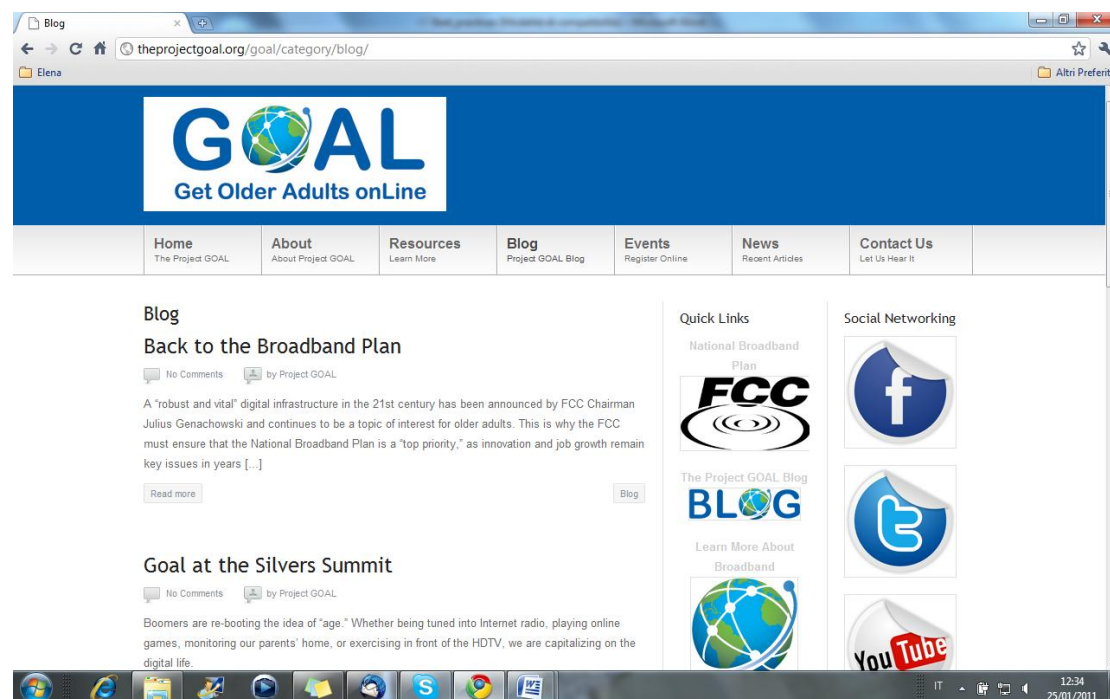 Blog
theprojectgoal.org/goal/category/blog/
Elena
Altri Preferit
GOAL
Get Older Adults onLine
Home
The Project GOAL
About
About Project GOAL
Resources
Learn More
Blog
Project GOAL Blog
Events
Register Online
News
Recent Articles
Contact Us
Let Us Hear It
Blog
Back to the Broadband Plan
No Comments by Project GOAL
A “robust and vital” digital infrastructure in the 21st century has been announced by FCC Chairman
Julius Genachowski and continues to be a topic of interest for older adults. This is why the FCC
must ensure that the National Broadband Plan is a “top priority,” as innovation and job growth remain
key issues in years [...]
Read more
Blog
Goal at the Silvers Summit
No Comments by Project GOAL
Boomers are re-booting the idea of “age.” Whether being tuned into Internet radio, playing online
games, monitoring our parents’ home, or exercising in front of the HDTV, we are capitalizing on the
digital life.
Quick Links
National Broadband
Plan
FCC
The Project GOAL Blog
BLOG
Learn More About
Broadband
Social Networking
f
t
You Tube
IT
12:34
25/01/2011